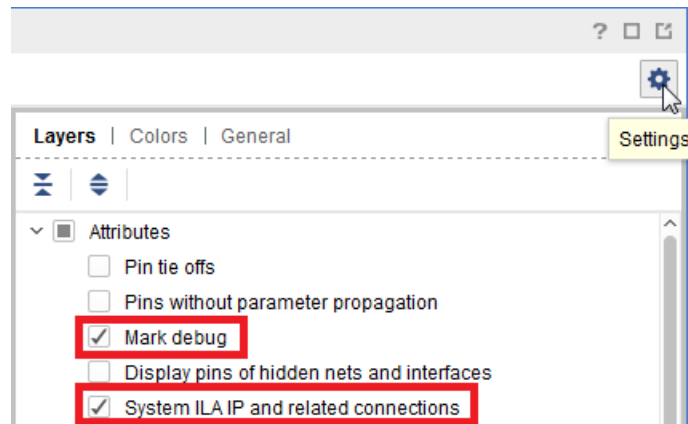 ?
Layers | Colors | General
Settings
Attributes
Pin tie offs
Pins without parameter propagation
Mark debug
Display pins of hidden nets and interfaces
System ILA IP and related connections